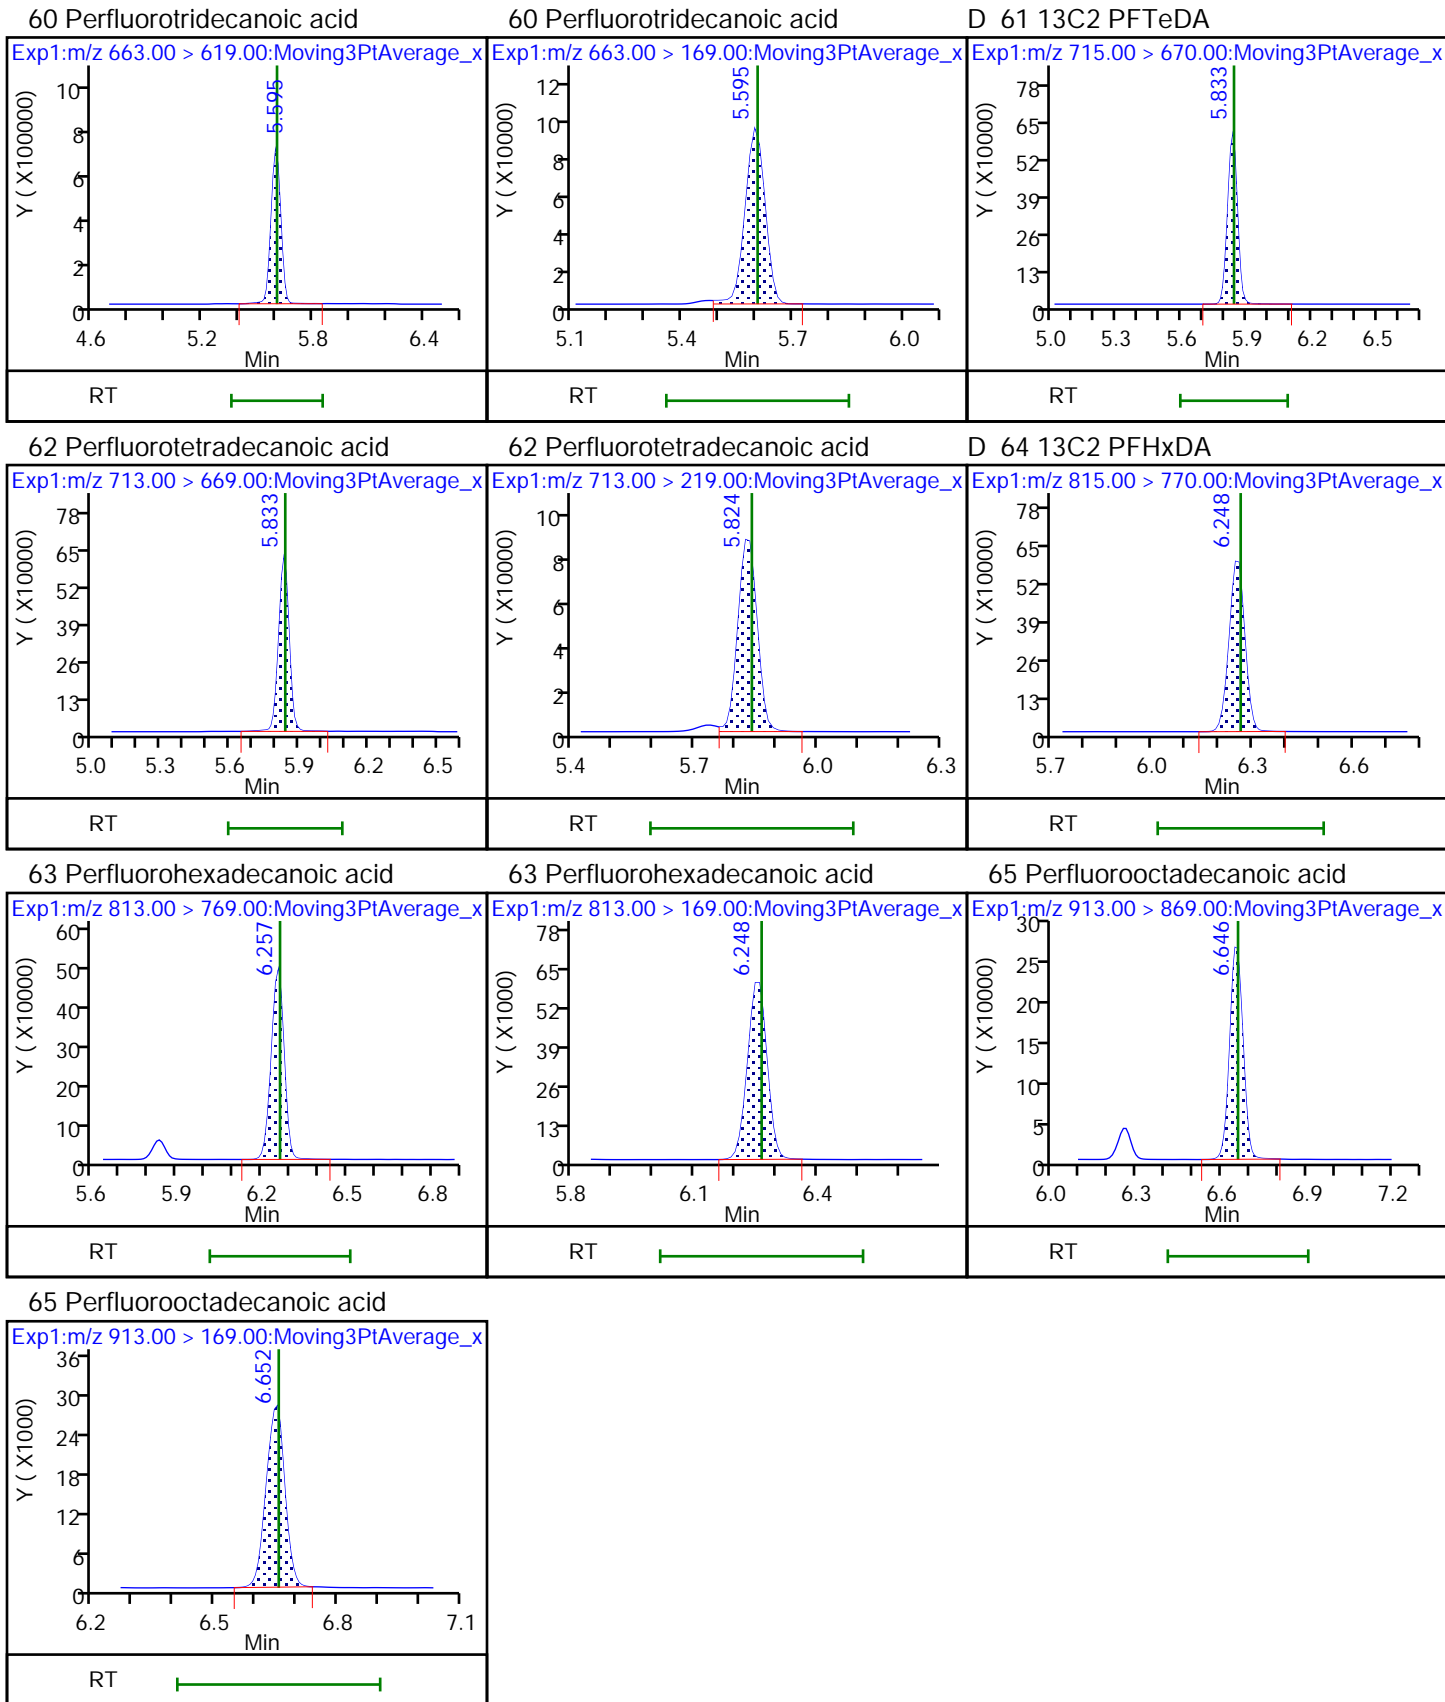 60 Perfluorotridecanoic acid
Exp1:m/z 663.00 > 619.00:Moving3PtAverage_x
Y ( X100000)
10
8
6
4
2
0
5.595
4.6 5.2 5.8 6.4
Min
RT
60 Perfluorotridecanoic acid
Exp1:m/z 663.00 > 169.00:Moving3PtAverage_x
Y ( X10000)
12
10
8
6
4
2
0
5.595
5.1 5.4 5.7 6.0
Min
RT
D 61 13C2 PFTeDA
Exp1:m/z 715.00 > 670.00:Moving3PtAverage_x
Y ( X10000)
78
65
52
39
26
13
0
5.833
5.0 5.3 5.6 5.9 6.2 6.5
Min
RT
62 Perfluorotetradecanoic acid
Exp1:m/z 713.00 > 669.00:Moving3PtAverage_x
Y ( X10000)
78
65
52
39
26
13
0
5.833
5.0 5.3 5.6 5.9 6.2 6.5
Min
RT
62 Perfluorotetradecanoic acid
Exp1:m/z 713.00 > 219.00:Moving3PtAverage_x
Y ( X10000)
10
8
6
4
2
0
5.824
5.4 5.7 6.0 6.3
Min
RT
D 64 13C2 PFHxDA
Exp1:m/z 815.00 > 770.00:Moving3PtAverage_x
Y ( X10000)
78
65
52
39
26
13
0
6.248
5.7 6.0 6.3 6.6
Min
RT
63 Perfluorohexadecanoic acid
Exp1:m/z 813.00 > 769.00:Moving3PtAverage_x
Y ( X10000)
60
50
40
30
20
10
0
6.257
5.6 5.9 6.2 6.5 6.8
Min
RT
63 Perfluorohexadecanoic acid
Exp1:m/z 813.00 > 169.00:Moving3PtAverage_x
Y ( X1000)
78
65
52
39
26
13
0
6.248
5.8 6.1 6.4
Min
RT
65 Perfluorooctadecanoic acid
Exp1:m/z 913.00 > 869.00:Moving3PtAverage_x
Y ( X10000)
30
25
20
15
10
5
0
6.646
6.0 6.3 6.6 6.9 7.2
Min
RT
65 Perfluorooctadecanoic acid
Exp1:m/z 913.00 > 169.00:Moving3PtAverage_x
Y ( X1000)
36
30
24
18
12
6
0
6.652
6.2 6.5 6.8 7.1
Min
RT